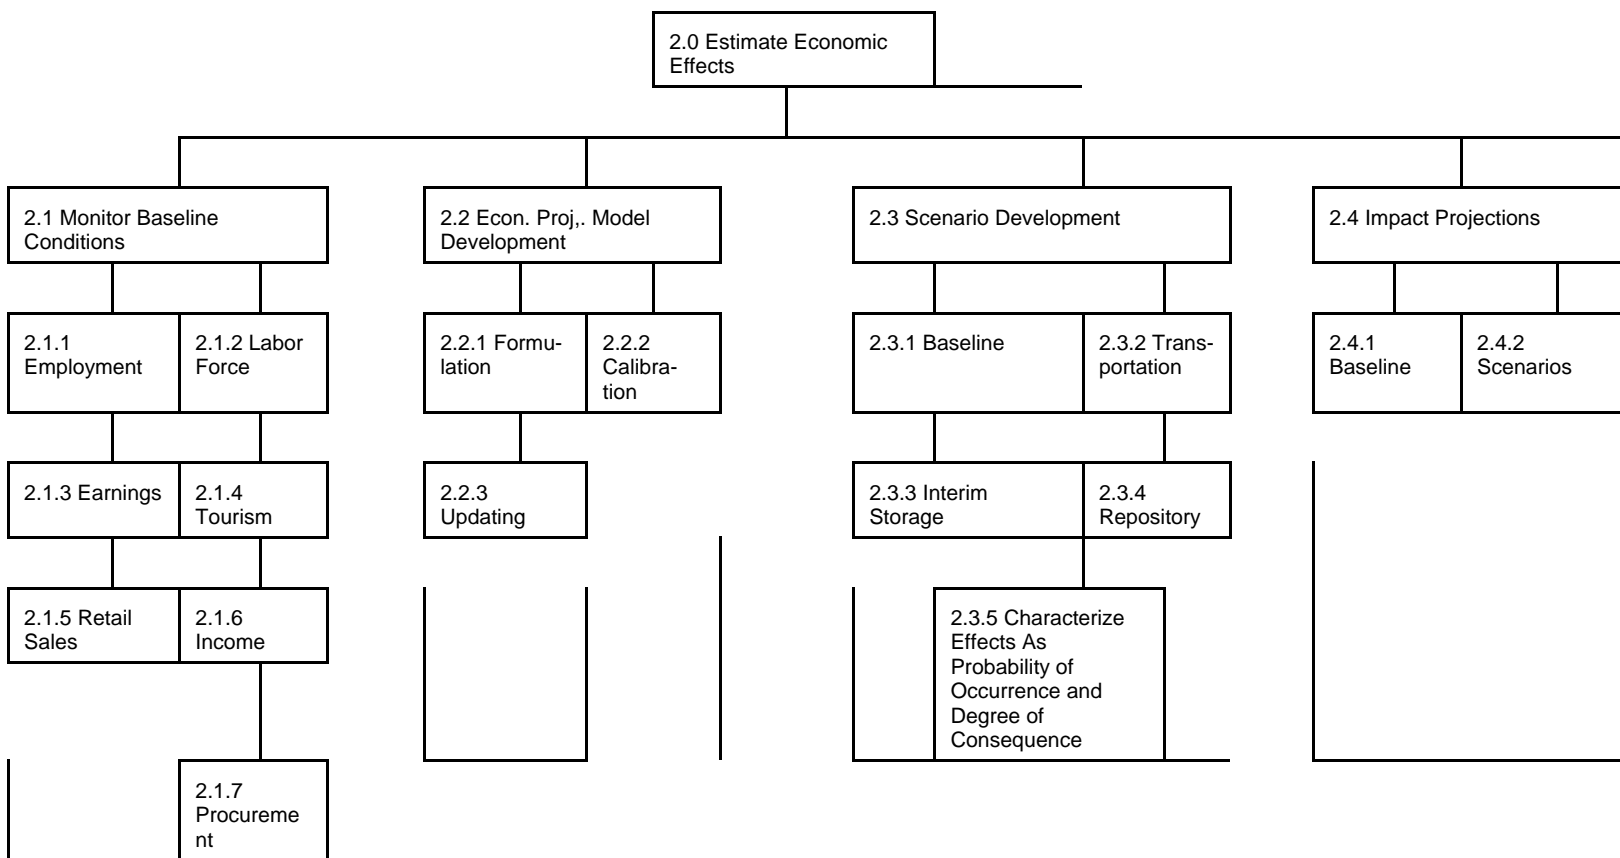 2.0 Estimate Economic
Effects
2.1 Monitor Baseline
Conditions
2.2 Econ. Proj,. Model
Development
2.3 Scenario Development
2.4 Impact Projections
2.1.1
Employment
2.1.2 Labor
Force
2.2.1 Formu-
lation
2.2.2
Calibra-
tion
2.3.1 Baseline
2.3.2 Trans-
portation
2.4.1
Baseline
2.4.2
Scenarios
2.1.3 Earnings
2.1.4
Tourism
2.2.3
Updating
2.3.3 Interim
Storage
2.3.4
Repository
2.1.5 Retail
Sales
2.1.6
Income
2.3.5 Characterize
Effects As
Probability of
Occurrence and
Degree of
Consequence
2.1.7
Procureme
nt